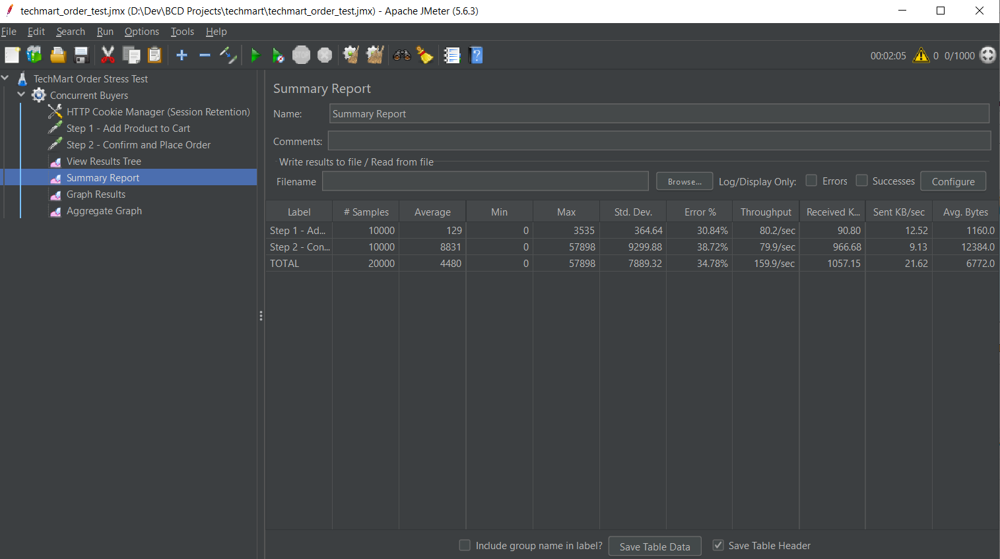 techmart_order_test.jmx (D:\Dev\BCD Projects\techmart\techmart_order_test.jmx) - Apache JMeter (5.6.3)
File Edit Search Run Options Tools Help
STOP 00:02:05 0 0/1000
TechMart Order Stress Test
Concurrent Buyers
HTTP Cookie Manager (Session Retention)
Step 1 - Add Product to Cart
Step 2 - Confirm and Place Order
View Results Tree
Summary Report
Graph Results
Aggregate Graph
Summary Report
Name: Summary Report
Comments:
Write results to file / Read from file
Filename Browse... Log/Display Only: Errors Successes Configure
Label # Samples Average Min Max Std. Dev. Error % Throughput Received K... Sent KB/sec Avg. Bytes
Step 1 - Ad... 10000 129 0 3535 364.64 30.84% 80.2/sec 90.80 12.52 1160.0
Step 2 - Con... 10000 8831 0 57898 9299.88 38.72% 79.9/sec 966.68 9.13 12384.0
TOTAL 20000 4480 0 57898 7889.32 34.78% 159.9/sec 1057.15 21.62 6772.0
Include group name in label? Save Table Data Save Table Header